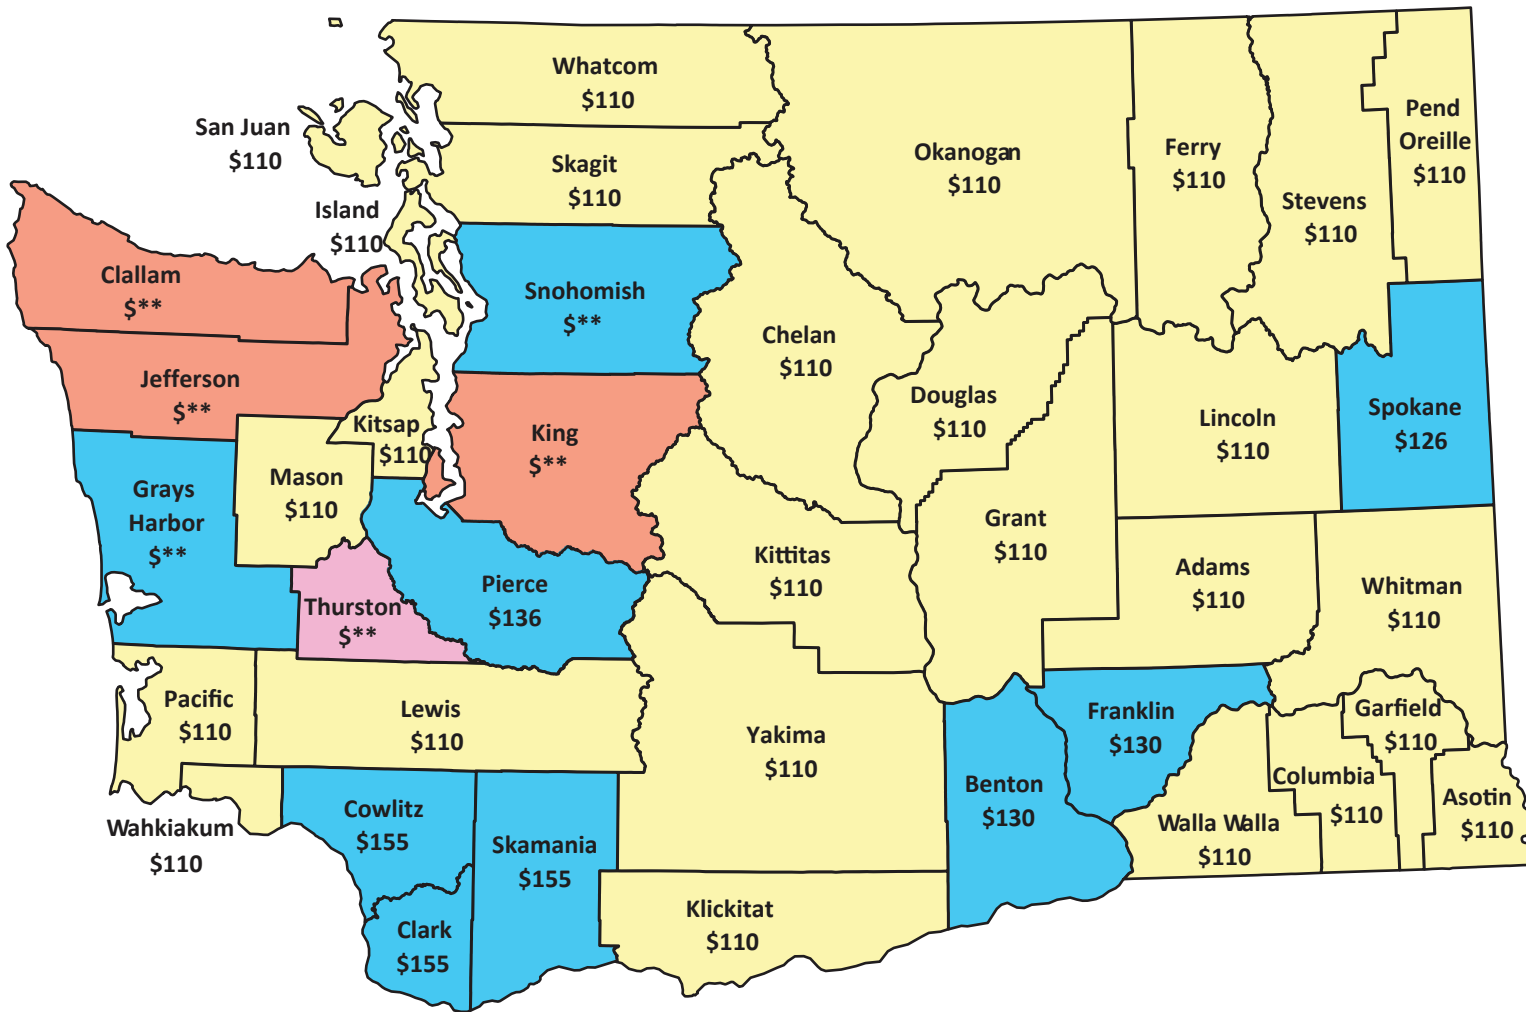 Whatcom
$110
San Juan
$110
Skagit
$110
Island
$110
Okanogan
$110
Ferry
$110
Stevens
$110
Pend
Oreille
$110
Clallam
$**
Snohomish
$**
Jefferson
$**
Chelan
$110
Douglas
$110
Kitsap
$110
King
$**
Lincoln
$110
Spokane
$126
Mason
$110
Grays
Harbor
$**
Grant
$110
Kittitas
$110
Adams
$110
Whitman
$110
Pierce
$136
Thurston
$**
Pacific
$110
Lewis
$110
Yakima
$110
Franklin
$130
Garfield
$110
Benton
$130
Columbia
$110
Asotin
$110
Walla Walla
$110
Wahkiakum
$110
Cowlitz
$155
Skamania
$155
Klickitat
$110
Clark
$155